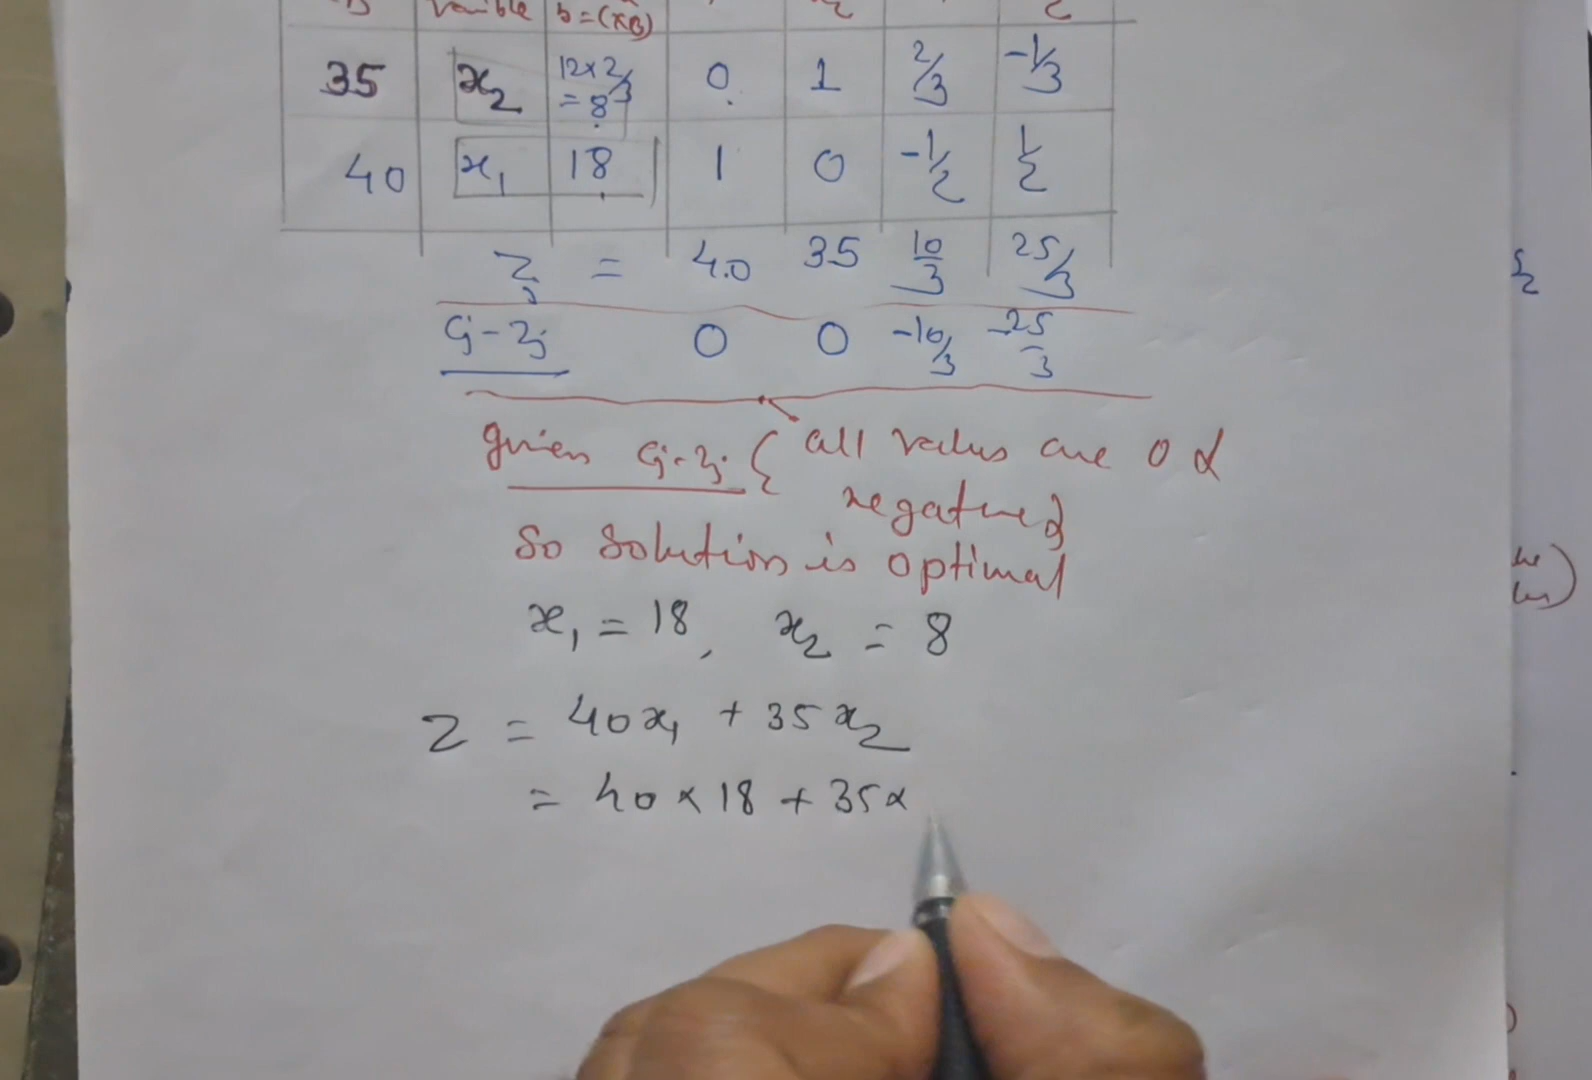 Varible b=(XB)
35 x2 12×2/3 =8 0 1 2/3 -1/3
40 x1 18 1 0 -1/2 1/2
Zj = 40 35 10/3 25/3
Cj-Zj 0 0 -10/3 -25/3
given Cj-Zj { all values are 0 &
negative }
So Solution is optimal
x1 = 18, x2 = 8
Z = 40x1 + 35x2
= 40 × 18 + 35×